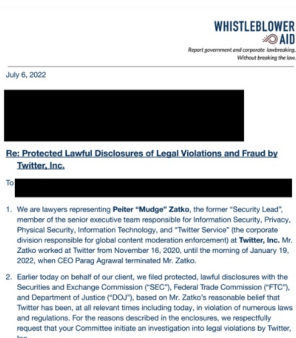 WHISTLEBLOWER
AID
Report government and corporate lawbreaking.
Without breaking the law.
July 6, 2022
Re: Protected Lawful Disclosures of Legal Violations and Fraud by
Twitter, Inc.
To
1. We are lawyers representing Peiter “Mudge” Zatko, the former “Security Lead”,
member of the senior executive team responsible for Information Security, Privacy,
Physical Security, Information Technology, and “Twitter Service” (the corporate
division responsible for global content moderation enforcement) at Twitter, Inc. Mr.
Zatko worked at Twitter from November 16, 2020, until the morning of January 19,
2022, when CEO Parag Agrawal terminated Mr. Zatko.
2. Earlier today on behalf of our client, we filed protected, lawful disclosures with the
Securities and Exchange Commission (“SEC”), Federal Trade Commission (“FTC”),
and Department of Justice (“DOJ”), based on Mr. Zatko's reasonable belief that
Twitter has been, at all relevant times including today, in violation of numerous laws
and regulations. For the reasons described in the enclosures, we respectfully
request that your Committee initiate an investigation into legal violations by Twitter,